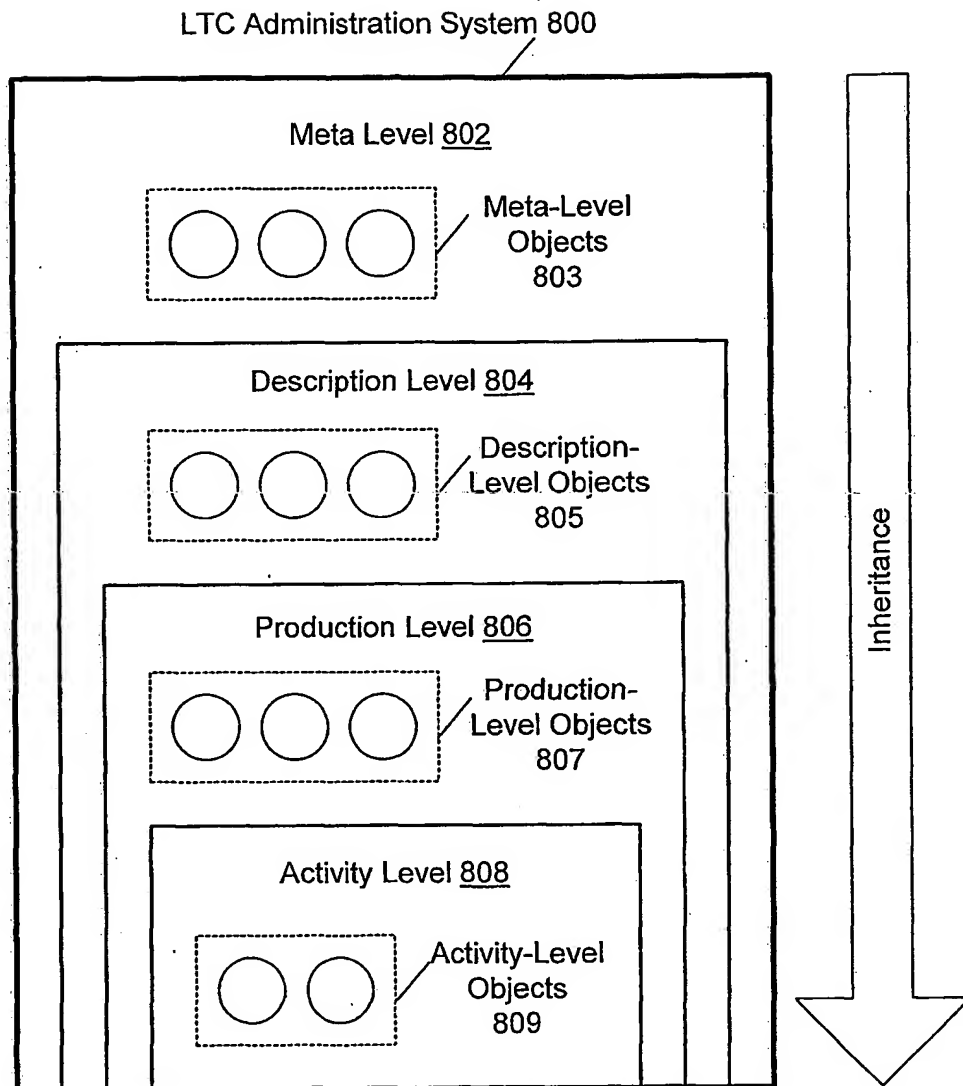 LTC Administration System 800
Meta Level 802
Meta-Level
Objects
803
Description Level 804
Description-
Level Objects
805
Production Level 806
Production-
Level Objects
807
Activity Level 808
Activity-Level
Objects
809
Inheritance